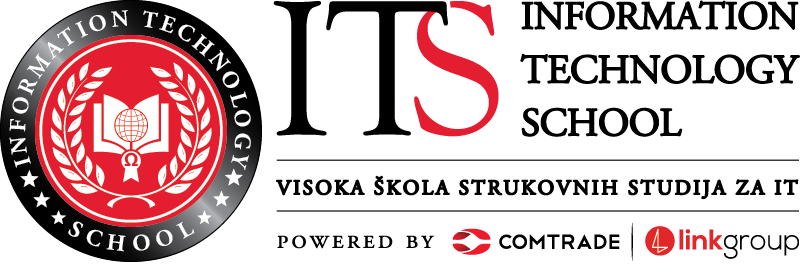 INFORMATION TECHNOLOGY
SCHOOL
Ω
ITS
INFORMATION
TECHNOLOGY
SCHOOL
VISOKA ŠKOLA STRUKOVNIH STUDIJA ZA IT
POWERED BY COMTRADE | linkgroup